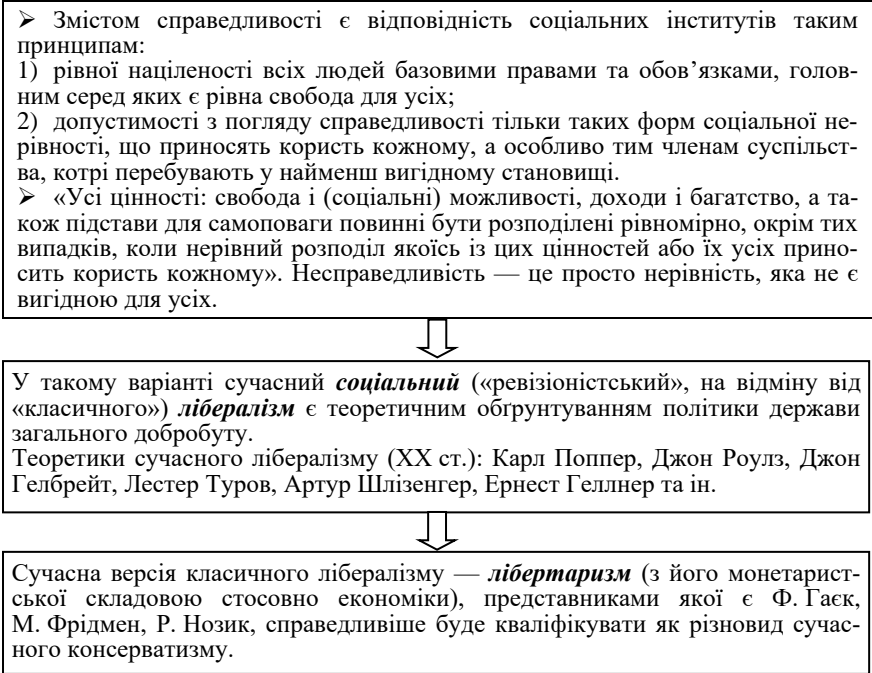 ➢ Змістом справедливості є відповідність соціальних інститутів таким
принципам:
1) рівної націленості всіх людей базовими правами та обов’язками, голов-
ним серед яких є рівна свобода для усіх;
2) допустимості з погляду справедливості тільки таких форм соціальної не-
рівності, що приносять користь кожному, а особливо тим членам суспільст-
ва, котрі перебувають у найменш вигідному становищі.
➢ «Усі цінності: свобода і (соціальні) можливості, доходи і багатство, а та-
кож підстави для самоповаги повинні бути розподілені рівномірно, окрім тих
випадків, коли нерівний розподіл якоїсь із цих цінностей або їх усіх прино-
сить користь кожному». Несправедливість — це просто нерівність, яка не є
вигідною для усіх.
У такому варіанті сучасний соціальний («ревізіоністський», на відміну від
«класичного») лібералізм є теоретичним обґрунтуванням політики держави
загального добробуту.
Теоретики сучасного лібералізму (ХХ ст.): Карл Поппер, Джон Роулз, Джон
Гелбрейт, Лестер Туров, Артур Шлізенгер, Ернест Геллнер та ін.
Сучасна версія класичного лібералізму — лібертаризм (з його монетарист-
ської складовою стосовно економіки), представниками якої є Ф. Гаєк,
М. Фрідмен, Р. Нозик, справедливіше буде кваліфікувати як різновид сучас-
ного консерватизму.